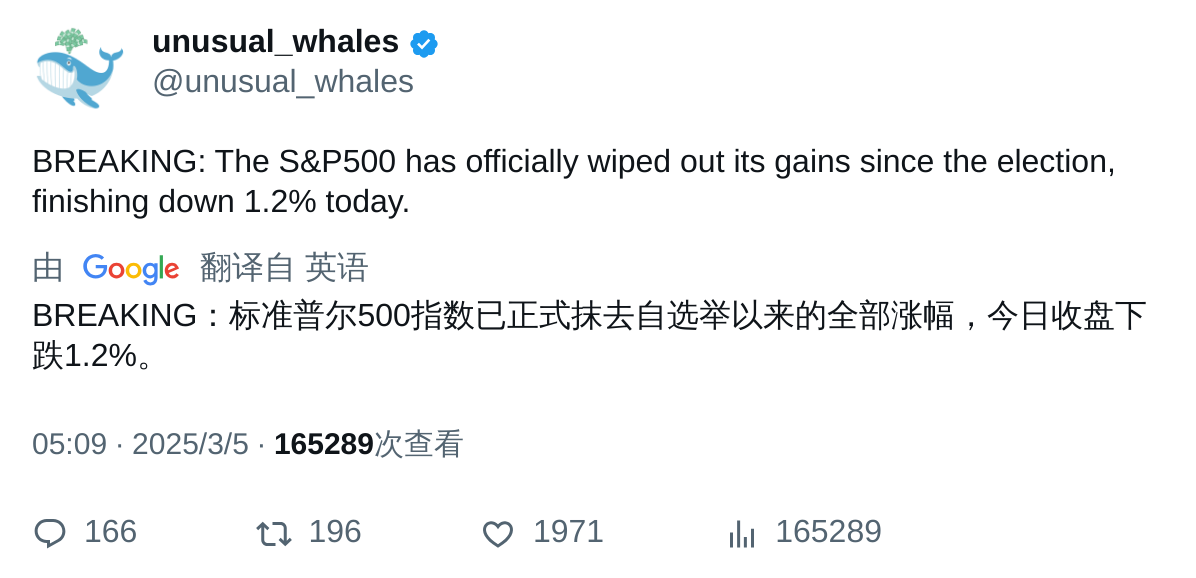 unusual_whales
@unusual_whales
BREAKING: The S&P500 has officially wiped out its gains since the election,
finishing down 1.2% today.
由 Google 翻译自 英语
BREAKING：标准普尔500指数已正式抹去自选举以来的全部涨幅，今日收盘下
跌1.2%。
05:09 · 2025/3/5 · 165289次查看
166 196 1971 165289